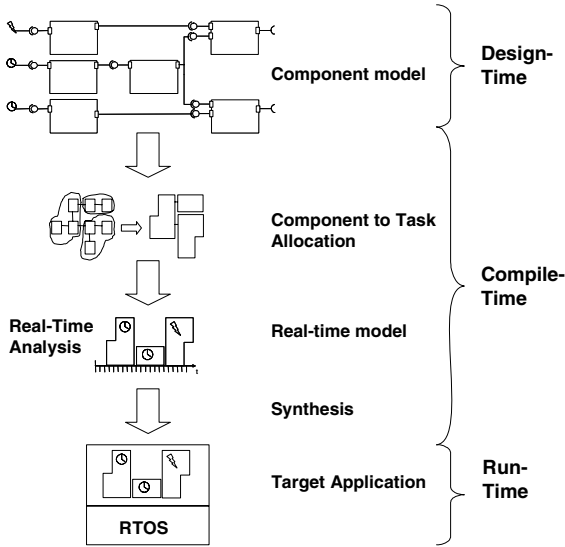 Component model
Design-
Time
Component to Task
Allocation
Compile-
Time
Real-Time
Analysis
t
Real-time model
Synthesis
Target Application
Run-
Time
RTOS